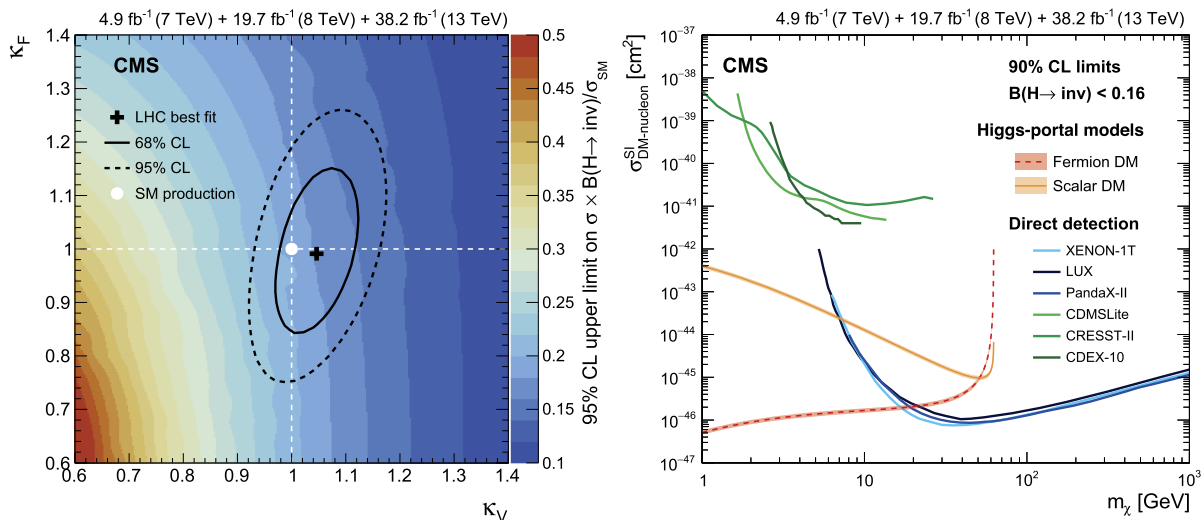 4.9 fb⁻¹ (7 TeV) + 19.7 fb⁻¹ (8 TeV) + 38.2 fb⁻¹ (13 TeV)
κ_F
1.4
1.3
1.2
1.1
1
0.9
0.8
0.7
0.6
CMS
LHC best fit
68% CL
95% CL
SM production
0.6 0.7 0.8 0.9 1 1.1 1.2 1.3 1.4
κ_V
0.5
0.45
0.4
0.35
0.3
0.25
0.2
0.15
0.1
95% CL upper limit on σ × B(H→ inv)/σ_SM
4.9 fb⁻¹ (7 TeV) + 19.7 fb⁻¹ (8 TeV) + 38.2 fb⁻¹ (13 TeV)
σ^SI_DM-nucleon [cm²]
10⁻³⁷
10⁻³⁸
10⁻³⁹
10⁻⁴⁰
10⁻⁴¹
10⁻⁴²
10⁻⁴³
10⁻⁴⁴
10⁻⁴⁵
10⁻⁴⁶
10⁻⁴⁷
CMS
90% CL limits
B(H→ inv) < 0.16
Higgs-portal models
Fermion DM
Scalar DM
Direct detection
XENON-1T
LUX
PandaX-II
CDMSLite
CRESST-II
CDEX-10
1 10 10² 10³
m_χ [GeV]